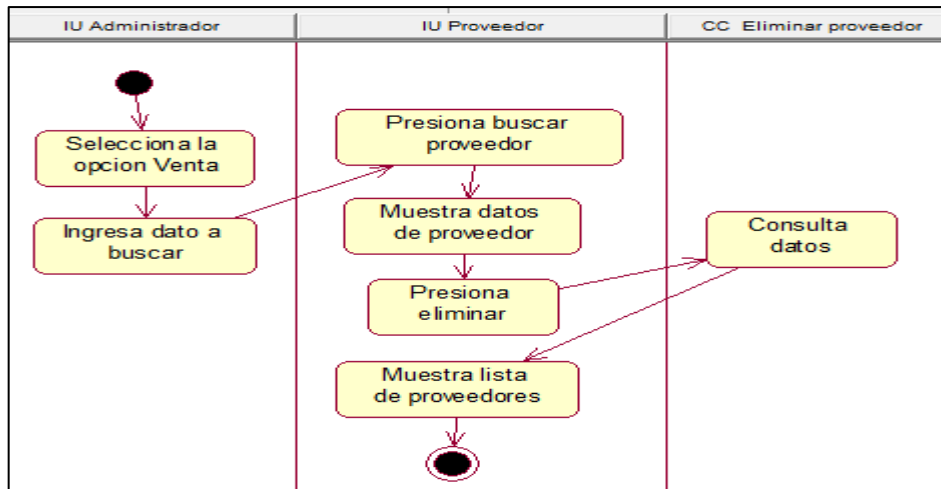 IU Administrador
IU Proveedor
CC Eliminar proveedor
Selecciona la
opcion Venta
Ingresa dato a
buscar
Presiona buscar
proveedor
Muestra datos
de proveedor
Presiona
eliminar
Consulta
datos
Muestra lista
de proveedores